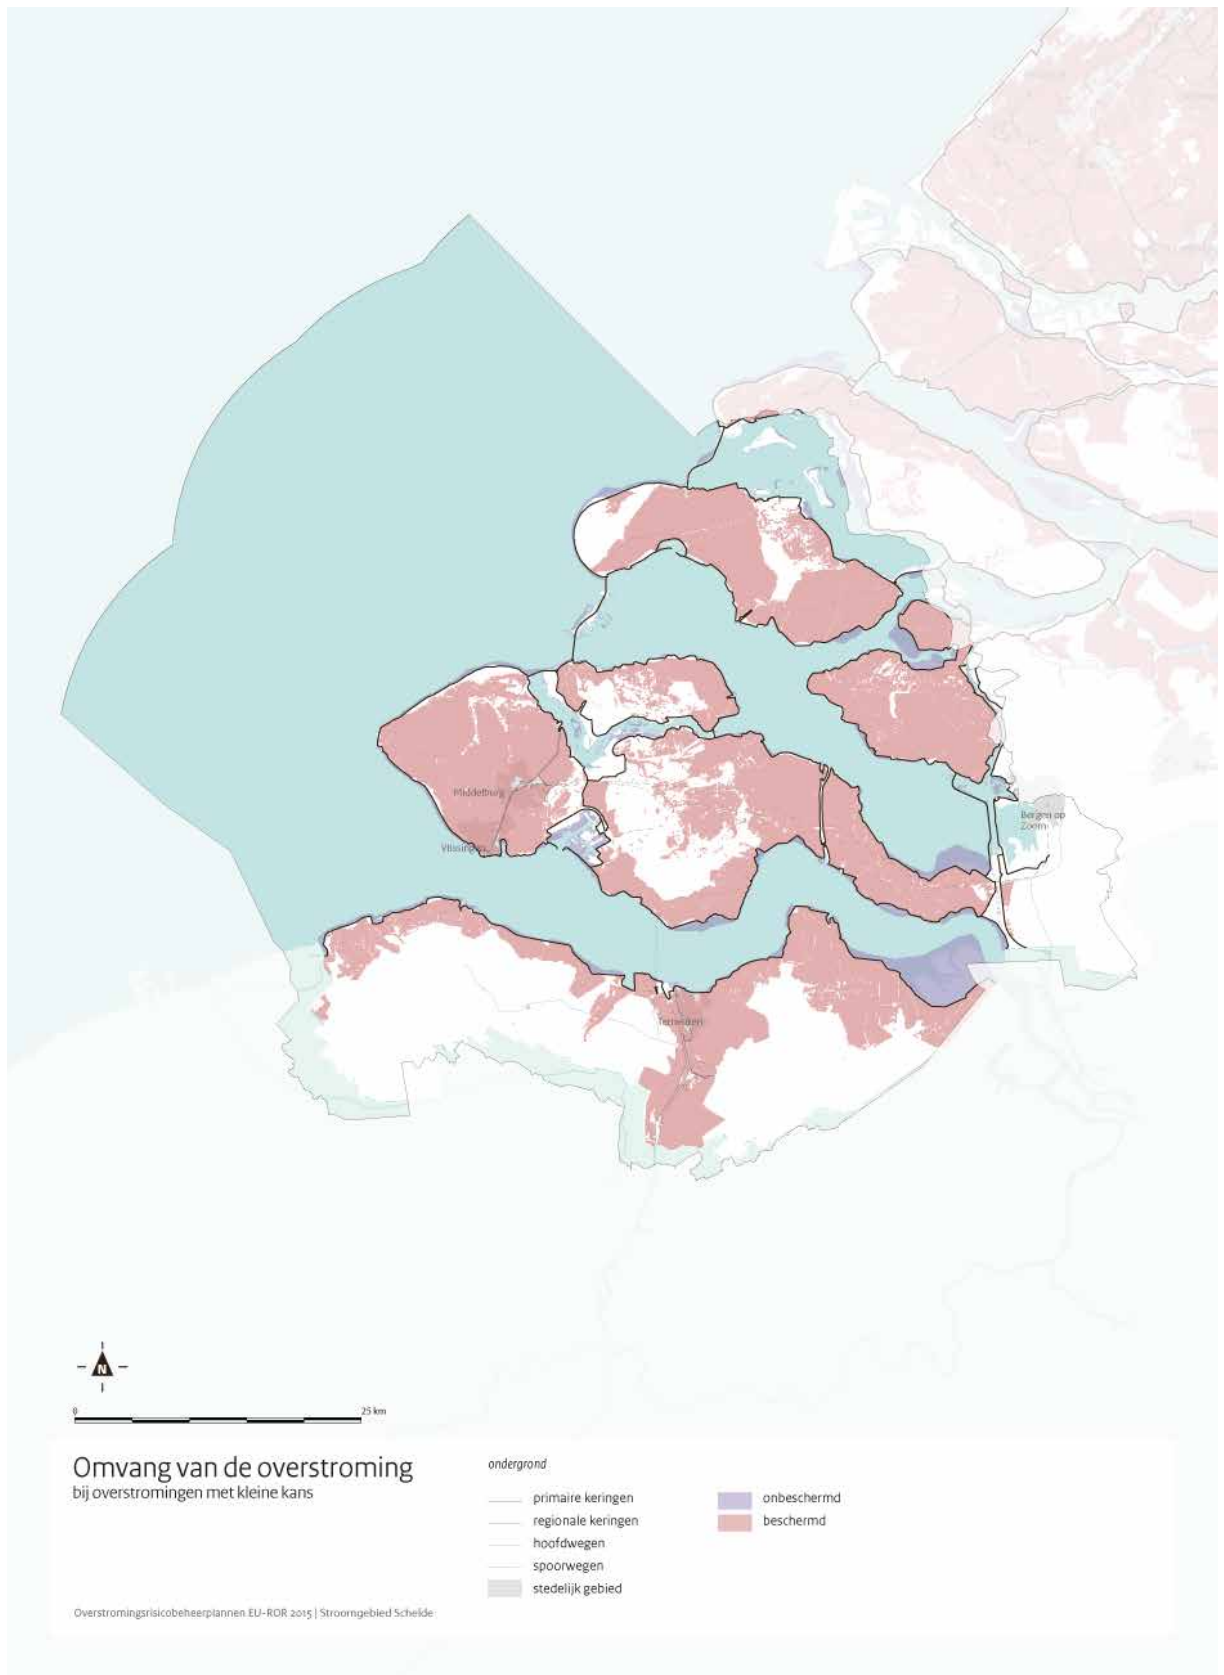 Middelburg
Vlissingen
Bergen op
Zoom
Terneuzen
N
0
25 km
Omvang van de overstroming
bij overstromingen met kleine kans
ondergrond
primaire keringen
regionale keringen
hoofdwegen
spoorwegen
stedelijk gebied
onbeschermd
beschermd
Overstromingsrisicobeheerplannen EU-ROR 2015 | Stroomgebied Schelde